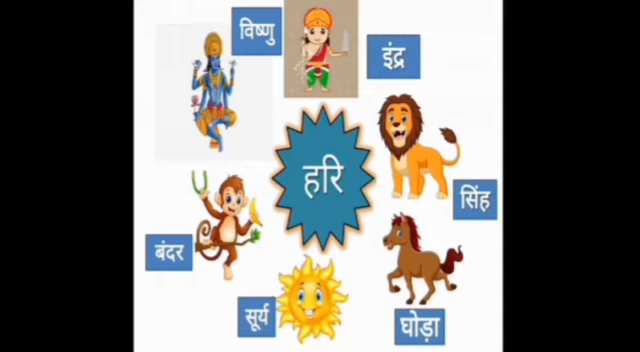 विष्णु
इंद्र
हरि
सिंह
बंदर
सूर्य
घोड़ा